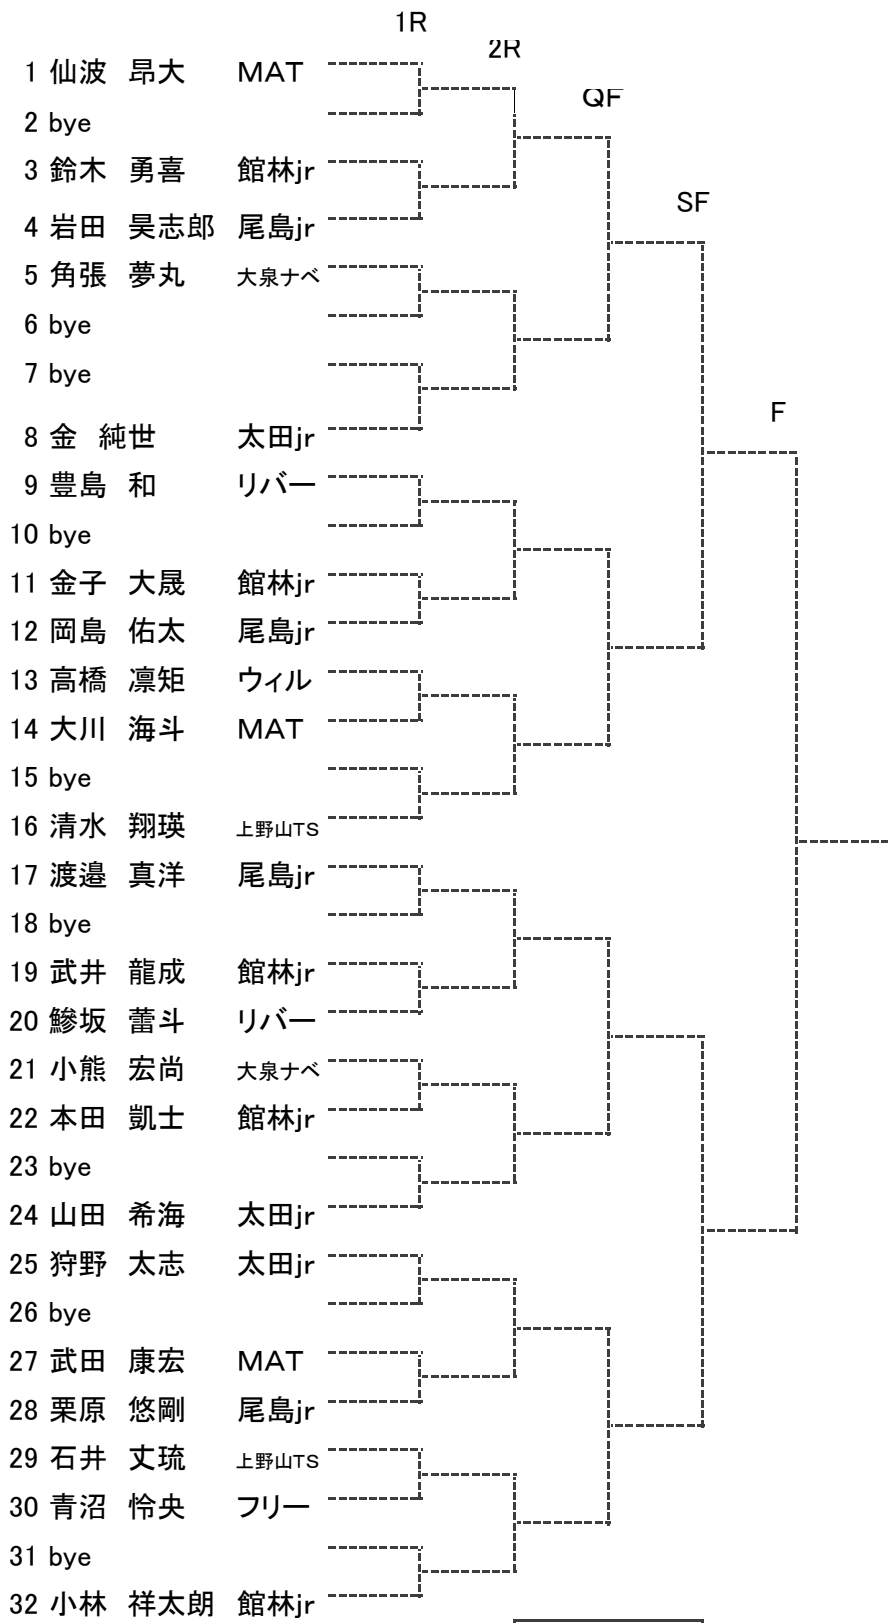 1R
2R
QF
SF
F
1 仙波 昂大 MAT
2 bye
3 鈴木 勇喜 館林jr
4 岩田 昊志郎 尾島jr
5 角張 夢丸 大泉ナベ
6 bye
7 bye
8 金 純世 太田jr
9 豊島 和 リバー
10 bye
11 金子 大晟 館林jr
12 岡島 佑太 尾島jr
13 高橋 凛矩 ウィル
14 大川 海斗 MAT
15 bye
16 清水 翔瑛 上野山TS
17 渡邉 真洋 尾島jr
18 bye
19 武井 龍成 館林jr
20 鰺坂 蕾斗 リバー
21 小熊 宏尚 大泉ナベ
22 本田 凱士 館林jr
23 bye
24 山田 希海 太田jr
25 狩野 太志 太田jr
26 bye
27 武田 康宏 MAT
28 栗原 悠剛 尾島jr
29 石井 丈琉 上野山TS
30 青沼 怜央 フリー
31 bye
32 小林 祥太朗 館林jr